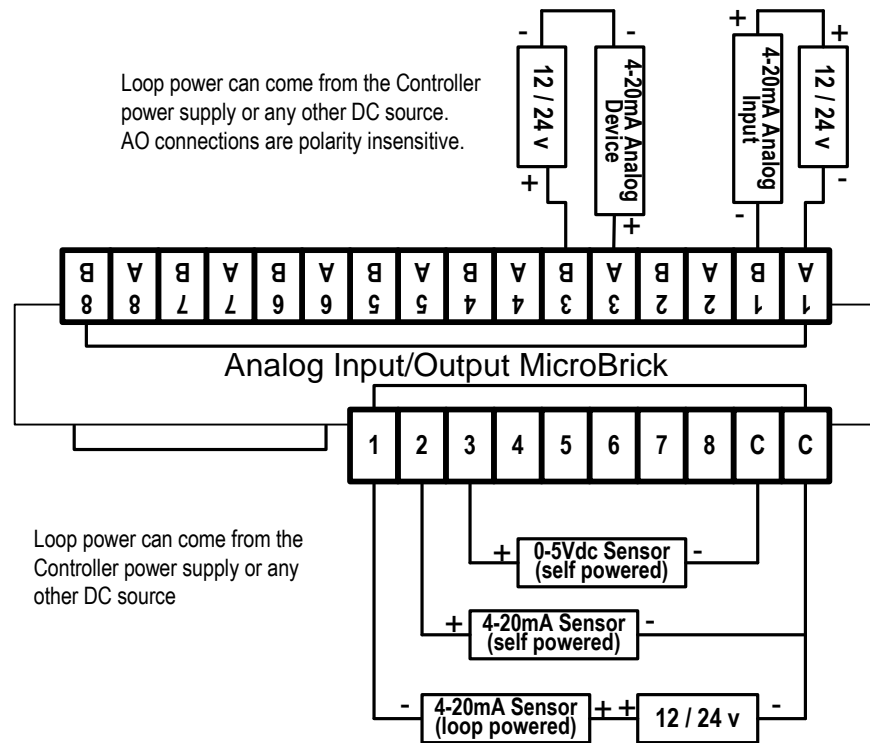 Loop power can come from the Controller
power supply or any other DC source.
AO connections are polarity insensitive.
- -
12 / 24 v
4-20mA Analog
Device
+ +
+ +
4-20mA Analog
Input
12 / 24 v
- -
8 B
8 A
7 B
7 A
6 B
6 A
5 B
5 A
4 B
4 A
3 B
3 A
2 B
2 A
1 B
1 A
Analog Input/Output MicroBrick
1 2 3 4 5 6 7 8 C C
Loop power can come from the
Controller power supply or any
other DC source
+ 0-5Vdc Sensor -
(self powered)
+ 4-20mA Sensor -
(self powered)
- 4-20mA Sensor + + 12 / 24 v -
(loop powered)